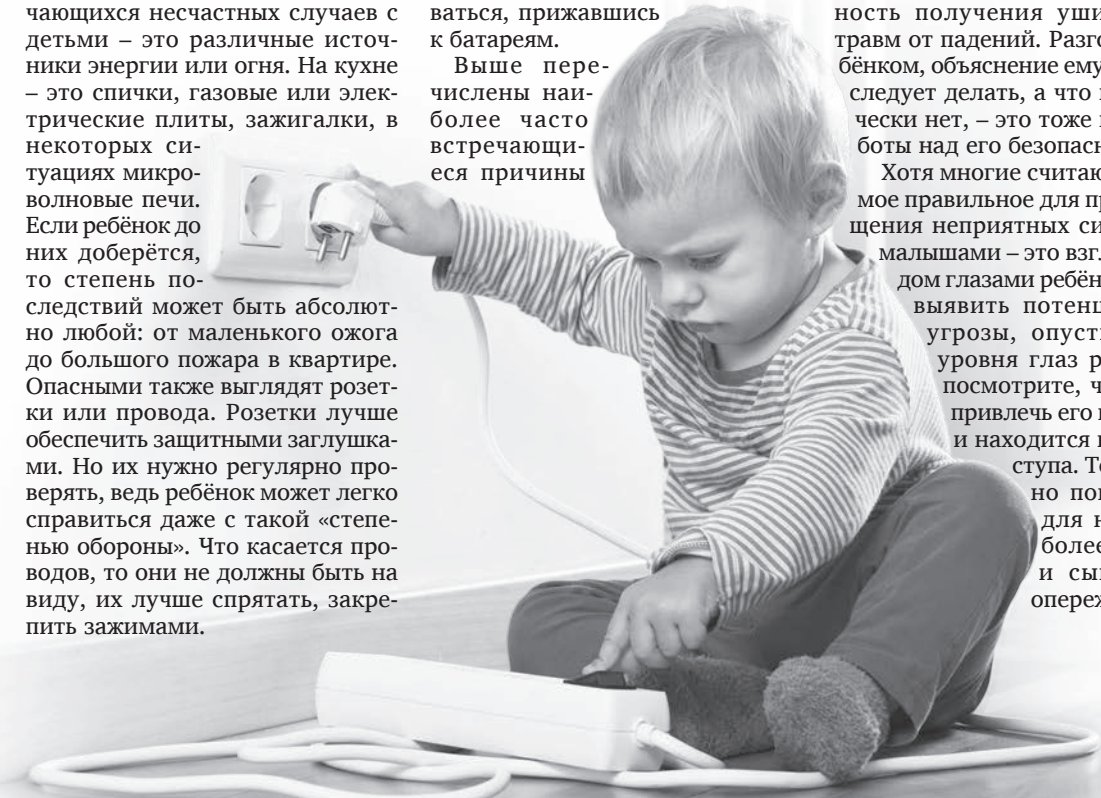 чающихся несчастных случаев с
детьми – это различные источ-
ники энергии или огня. На кухне
– это спички, газовые или элек-
трические плиты, зажигалки, в
некоторых си-
туациях микро-
волновые печи.
Если ребёнок до
них доберётся,
то степень по-
следствий может быть абсолют-
но любой: от маленького ожога
до большого пожара в квартире.
Опасными также выглядят розет-
ки или провода. Розетки лучше
обеспечить защитными заглушка-
ми. Но их нужно регулярно про-
верять, ведь ребёнок может легко
справиться даже с такой «степе-
нью обороны». Что касается про-
водов, то они не должны быть на
виду, их лучше спрятать, закре-
пить зажимами.
ваться, прижавшись
к батареям.
Выше пере-
числены наи-
более часто
встречающи-
еся причины
ность получения уши
травм от падений. Разго
бёнком, объяснение ему
следует делать, а что
чески нет, – это тоже
боты над его безопасн
Хотя многие считаю
мое правильное для пр
щения неприятных си
малышами – это взгл
дом глазами ребён
выявить потенц
угрозы, опуст
уровня глаз р
посмотрите, ч
привлечь его
и находится
ступа. То
но пон
для н
более
и сы
опереж